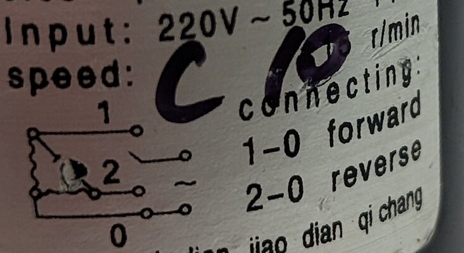 Input: 220V ~ 50Hz
speed: C 10 r/min
connecting:
1
1-0 forward
2 ~
2-0 reverse
0
jiao dian qi chang